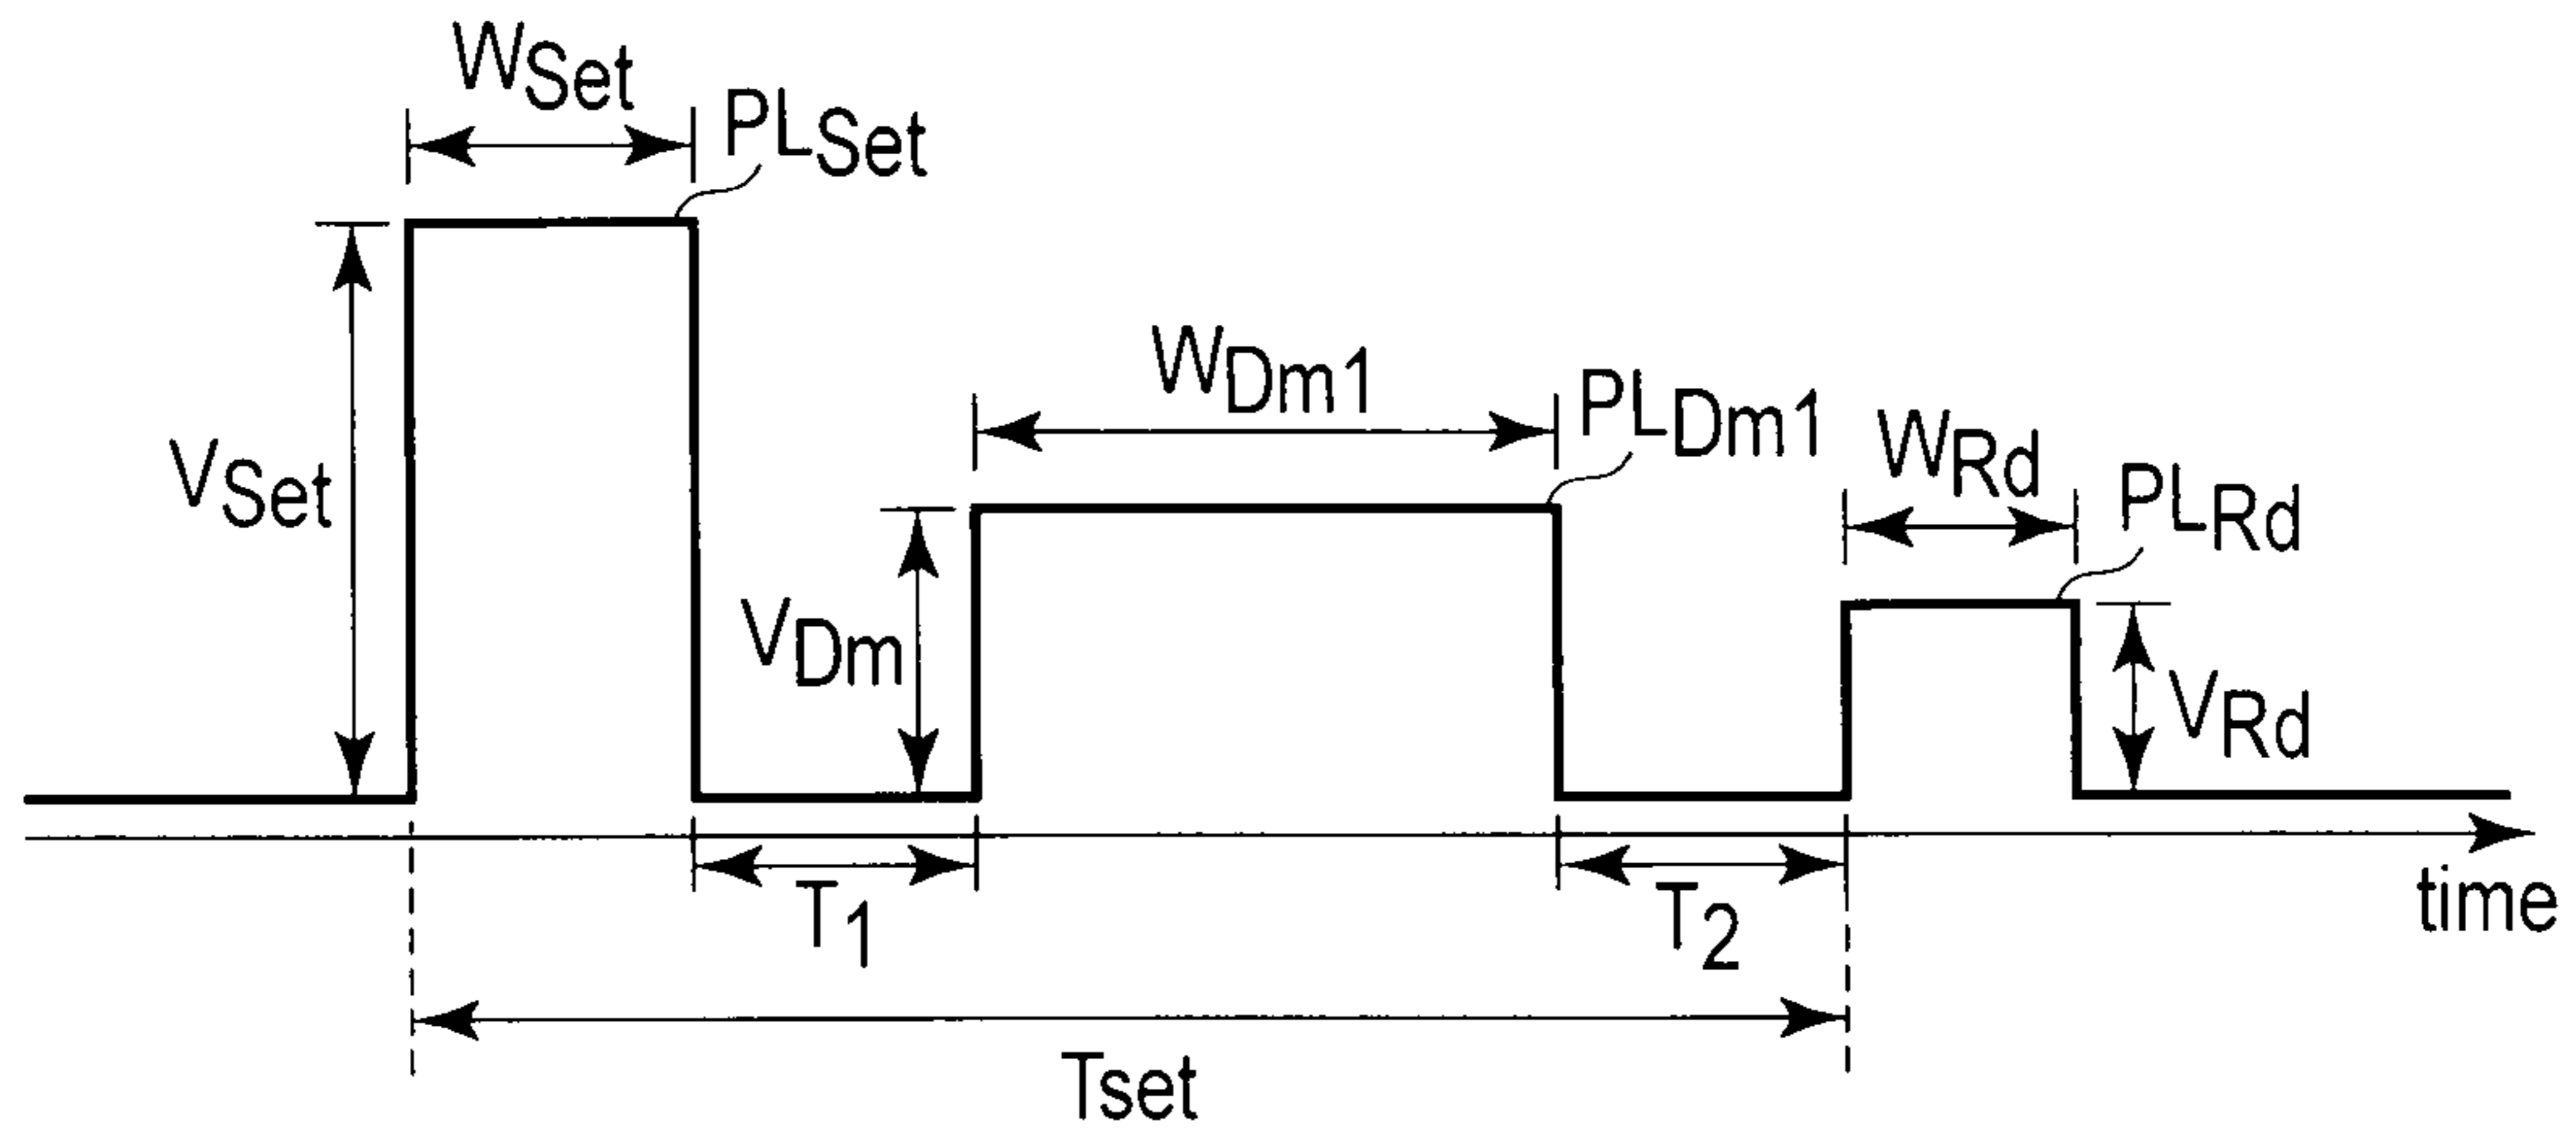 WSet
PLSet
VSet
WDm1
PLDm1
WRd
PLRd
VDm
VRd
T1
T2
time
Tset